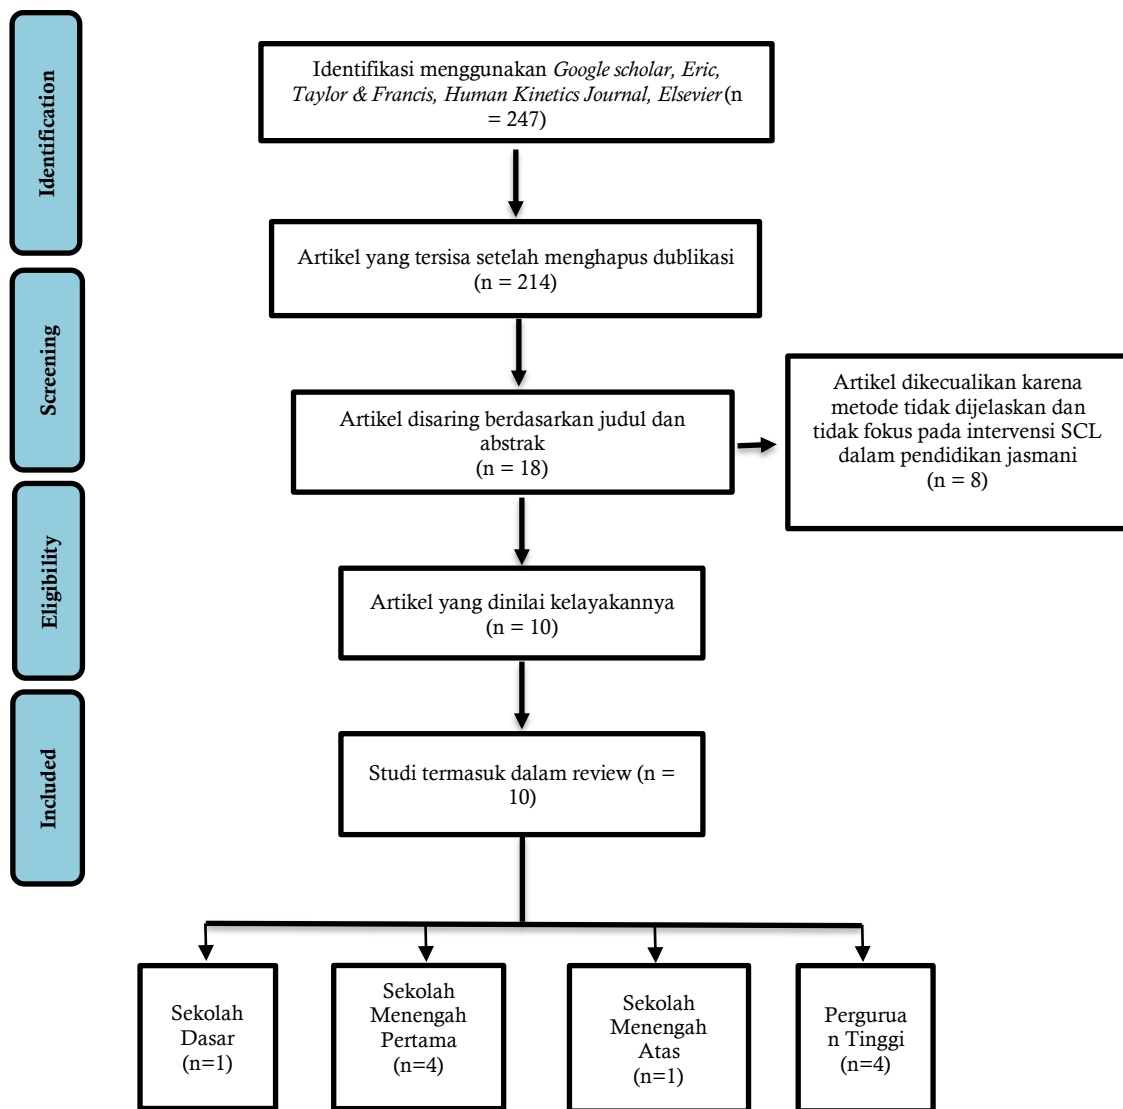 Identification
Identifikasi menggunakan Google scholar, Eric,
Taylor & Francis, Human Kinetics Journal, Elsevier (n
= 247)
Artikel yang tersisa setelah menghapus dublikasi
(n = 214)
Screening
Artikel disaring berdasarkan judul dan
abstrak
(n = 18)
Artikel dikecualikan karena
metode tidak dijelaskan dan
tidak fokus pada intervensi SCL
dalam pendidikan jasmani
(n = 8)
Eligibility
Artikel yang dinilai kelayakannya
(n = 10)
Included
Studi termasuk dalam review (n =
10)
Sekolah
Dasar
(n=1)
Sekolah
Menengah
Pertama
(n=4)
Sekolah
Menengah
Atas
(n=1)
Pergurua
n Tinggi
(n=4)